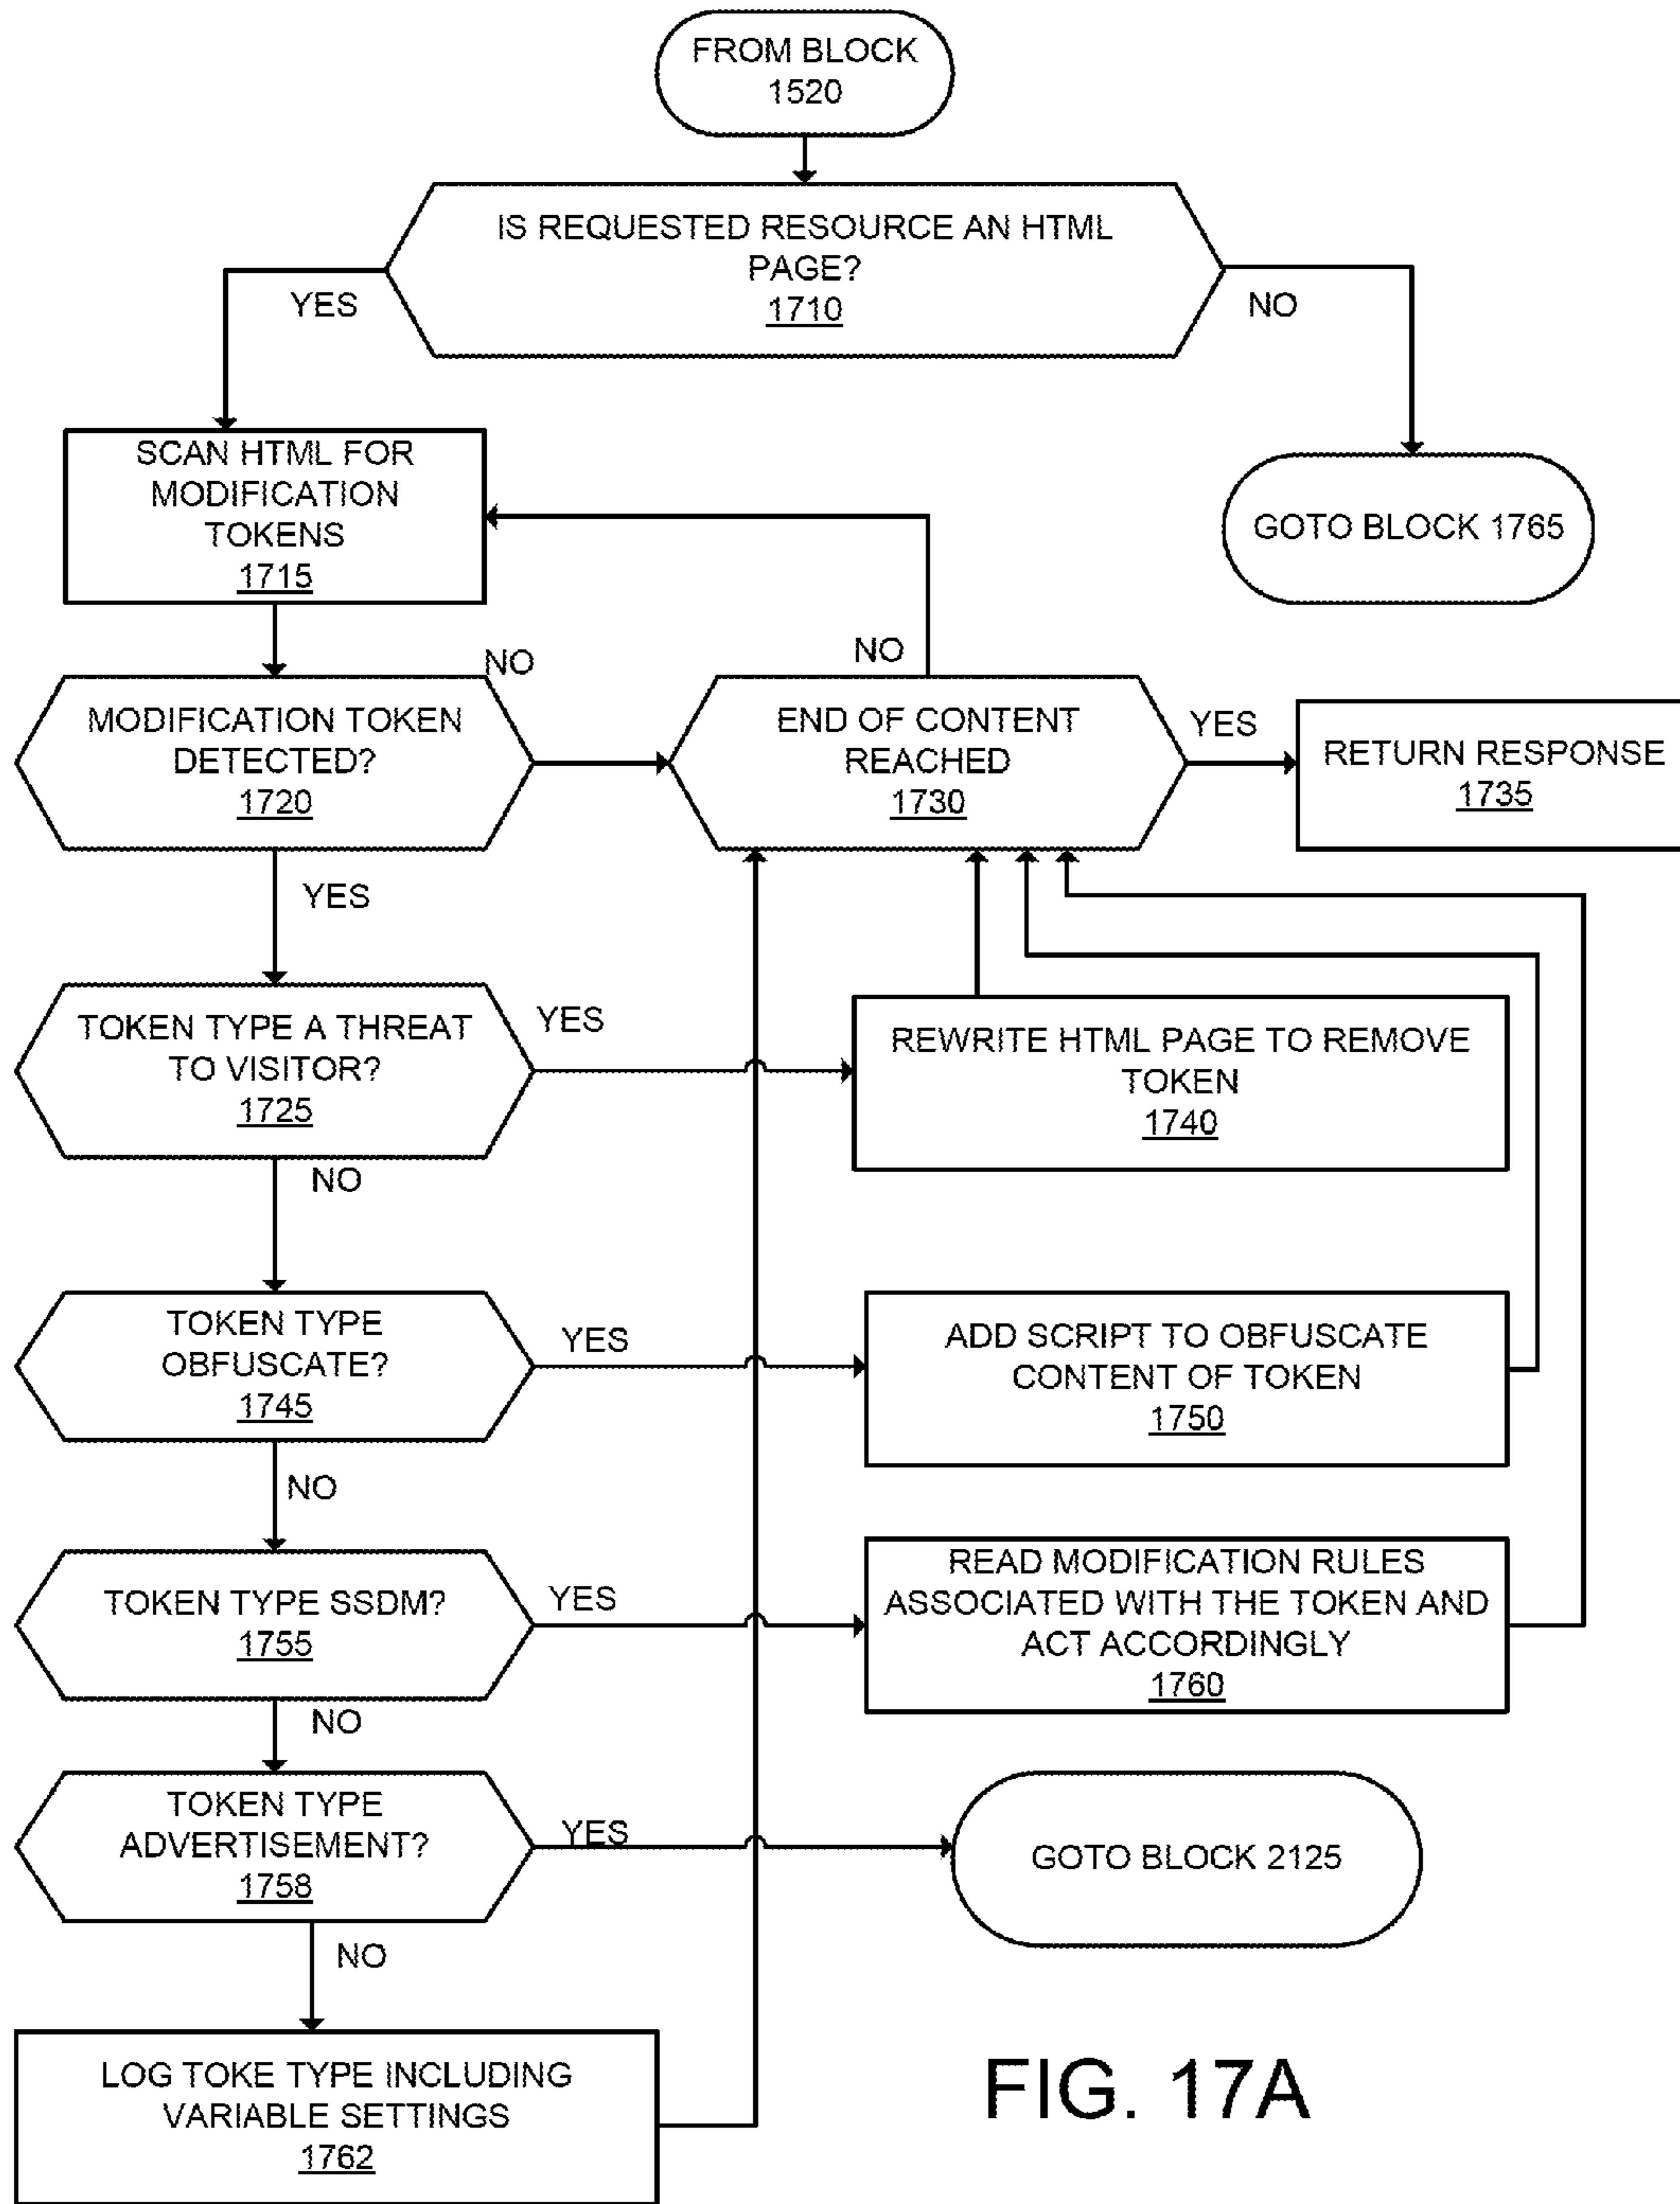 FROM BLOCK
1520
IS REQUESTED RESOURCE AN HTML
PAGE?
1710
YES
NO
SCAN HTML FOR
MODIFICATION
TOKENS
1715
GOTO BLOCK 1765
NO
NO
MODIFICATION TOKEN
DETECTED?
1720
END OF CONTENT
REACHED
1730
YES
RETURN RESPONSE
1735
YES
TOKEN TYPE A THREAT
TO VISITOR?
1725
YES
REWRITE HTML PAGE TO REMOVE
TOKEN
1740
NO
TOKEN TYPE
OBFUSCATE?
1745
YES
ADD SCRIPT TO OBFUSCATE
CONTENT OF TOKEN
1750
NO
TOKEN TYPE SSDM?
1755
YES
READ MODIFICATION RULES
ASSOCIATED WITH THE TOKEN AND
ACT ACCORDINGLY
1760
NO
TOKEN TYPE
ADVERTISEMENT?
1758
YES
GOTO BLOCK 2125
NO
LOG TOKE TYPE INCLUDING
VARIABLE SETTINGS
1762
FIG. 17A